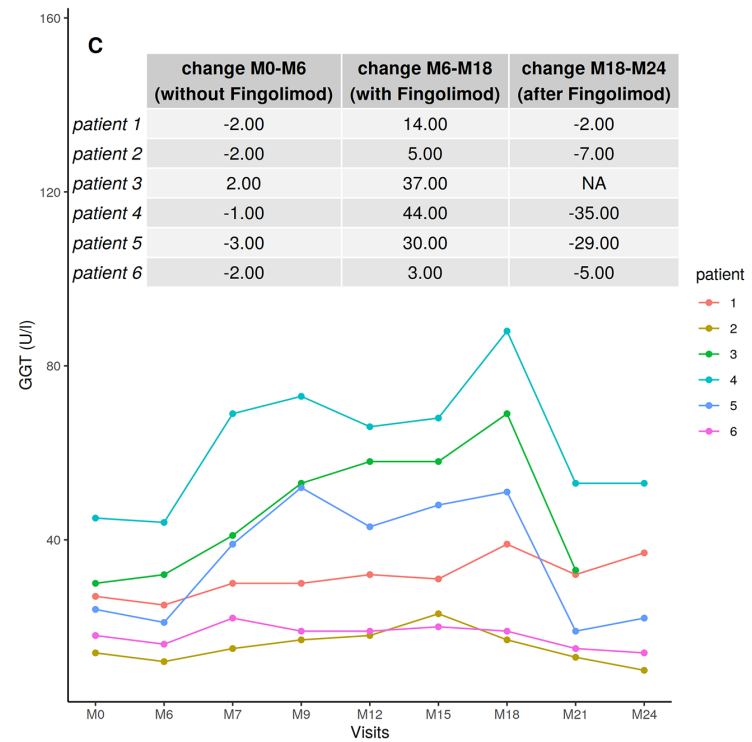 160
C
change M0-M6 change M6-M18 change M18-M24
(without Fingolimod) (with Fingolimod) (after Fingolimod)
patient 1 -2.00 14.00 -2.00
patient 2 -2.00 5.00 -7.00
patient 3 2.00 37.00 NA
120
patient 4 -1.00 44.00 -35.00
patient 5 -3.00 30.00 -29.00
patient 6 -2.00 3.00 -5.00
GGT (U/l)
80
40
patient
1
2
3
4
5
6
M0 M6 M7 M9 M12 M15 M18 M21 M24
Visits